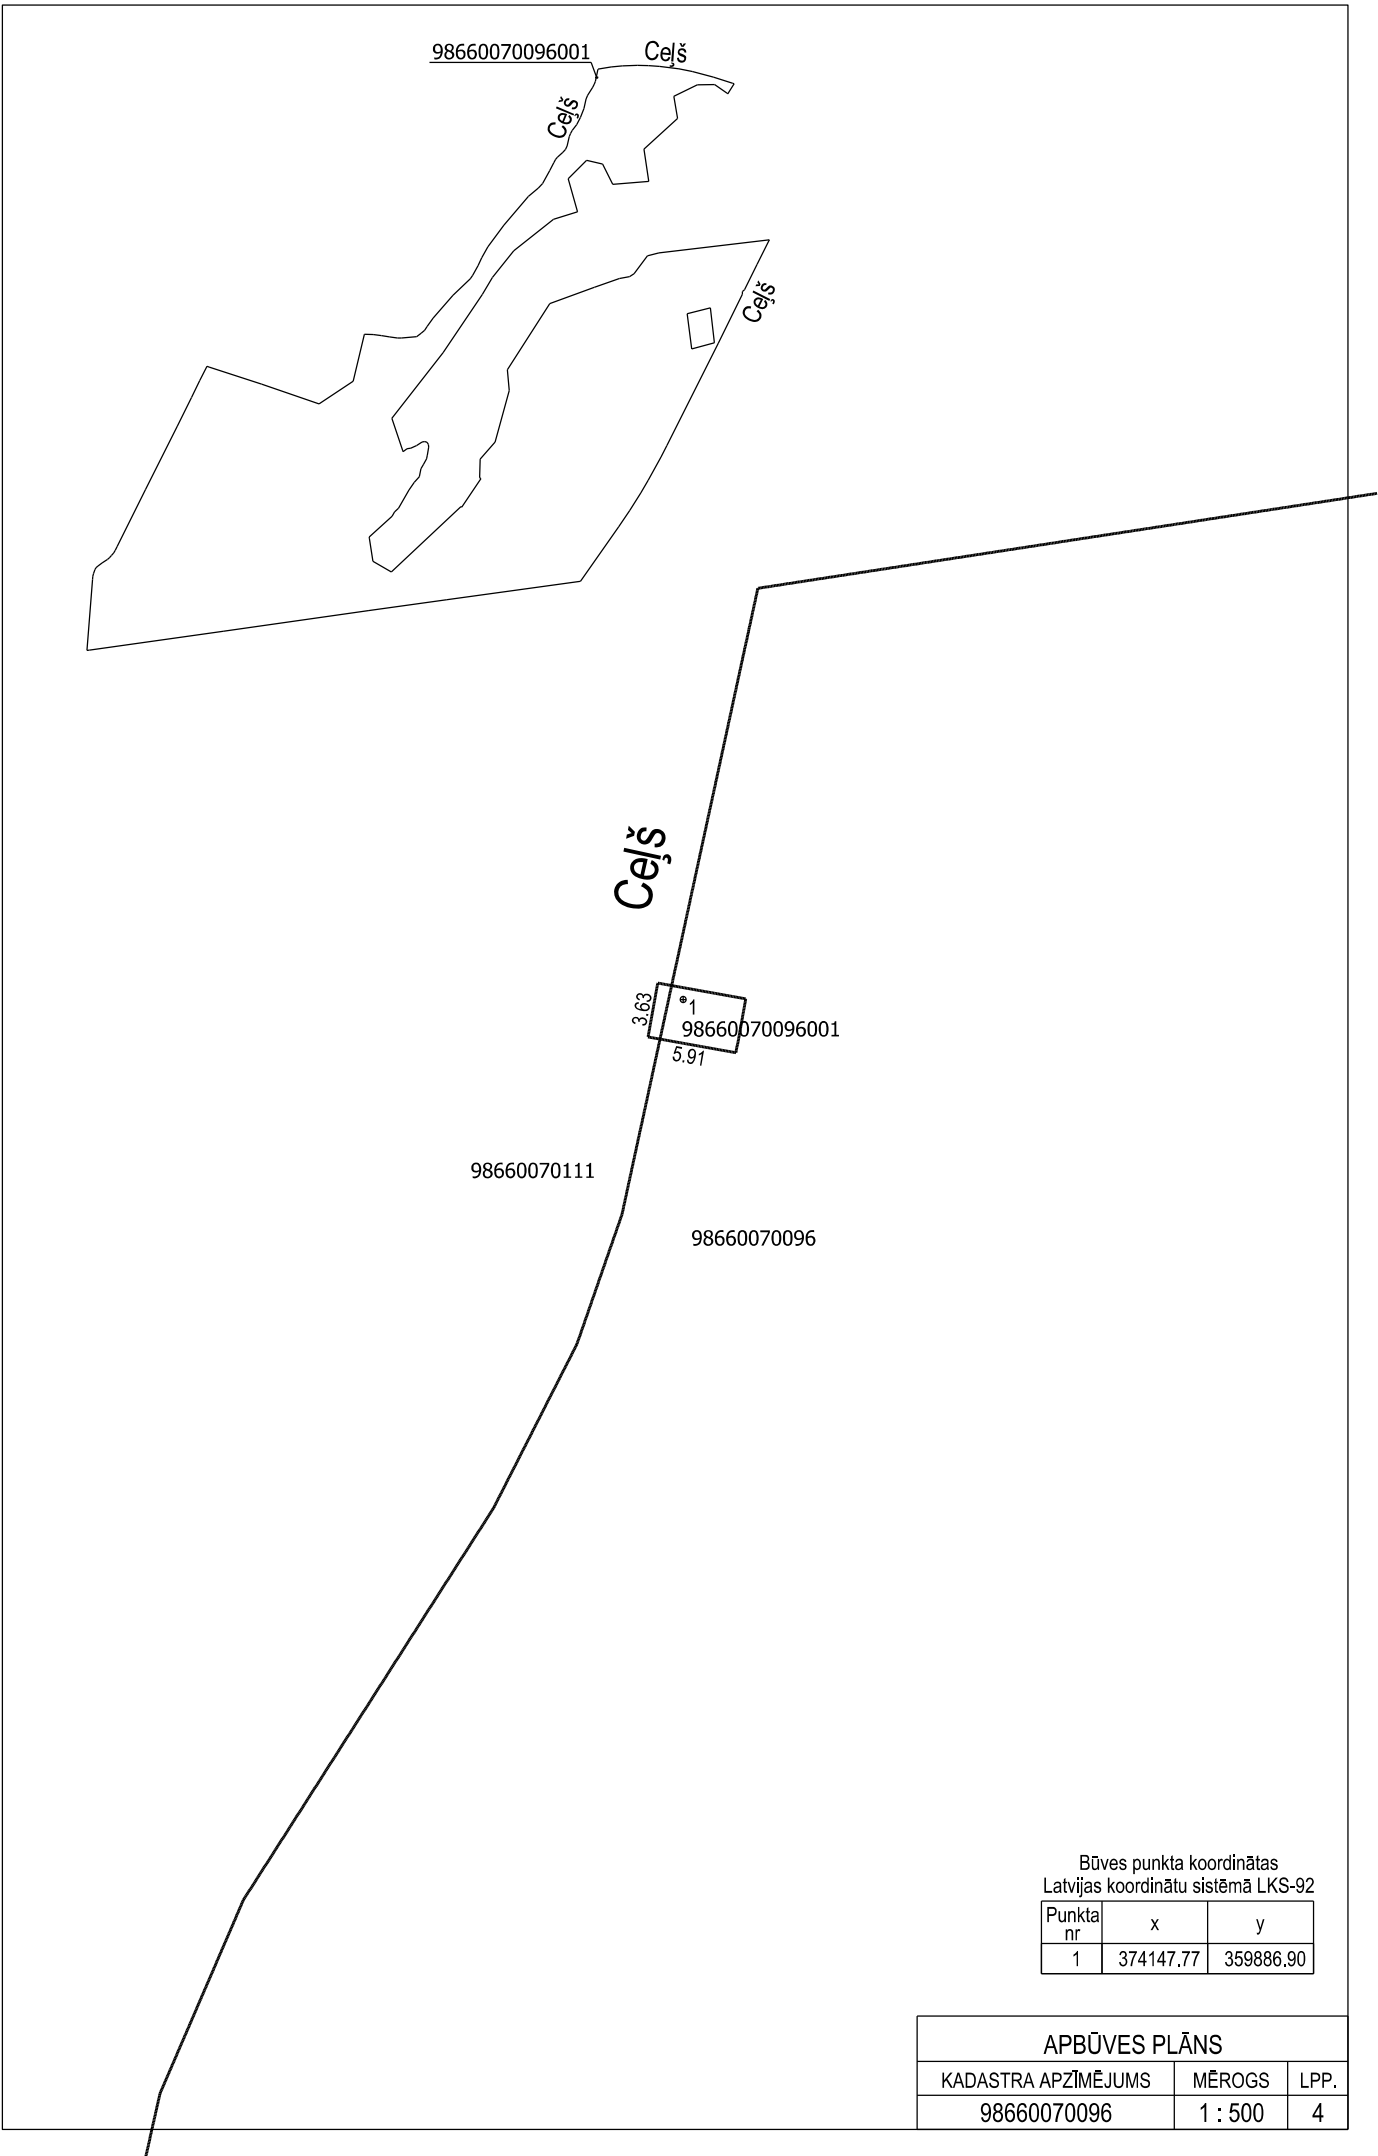 98660070096001
Ceļš
Ceļš
Ceļš
Ceļš
3.63
1
98660070096001
5.91
98660070111
98660070096
Būves punkta koordinātas
Latvijas koordinātu sistēmā LKS-92
Punkta nr x y
1 374147.77 359886.90
APBŪVES PLĀNS
KADASTRA APZĪMĒJUMS MĒROGS LPP.
98660070096 1 : 500 4